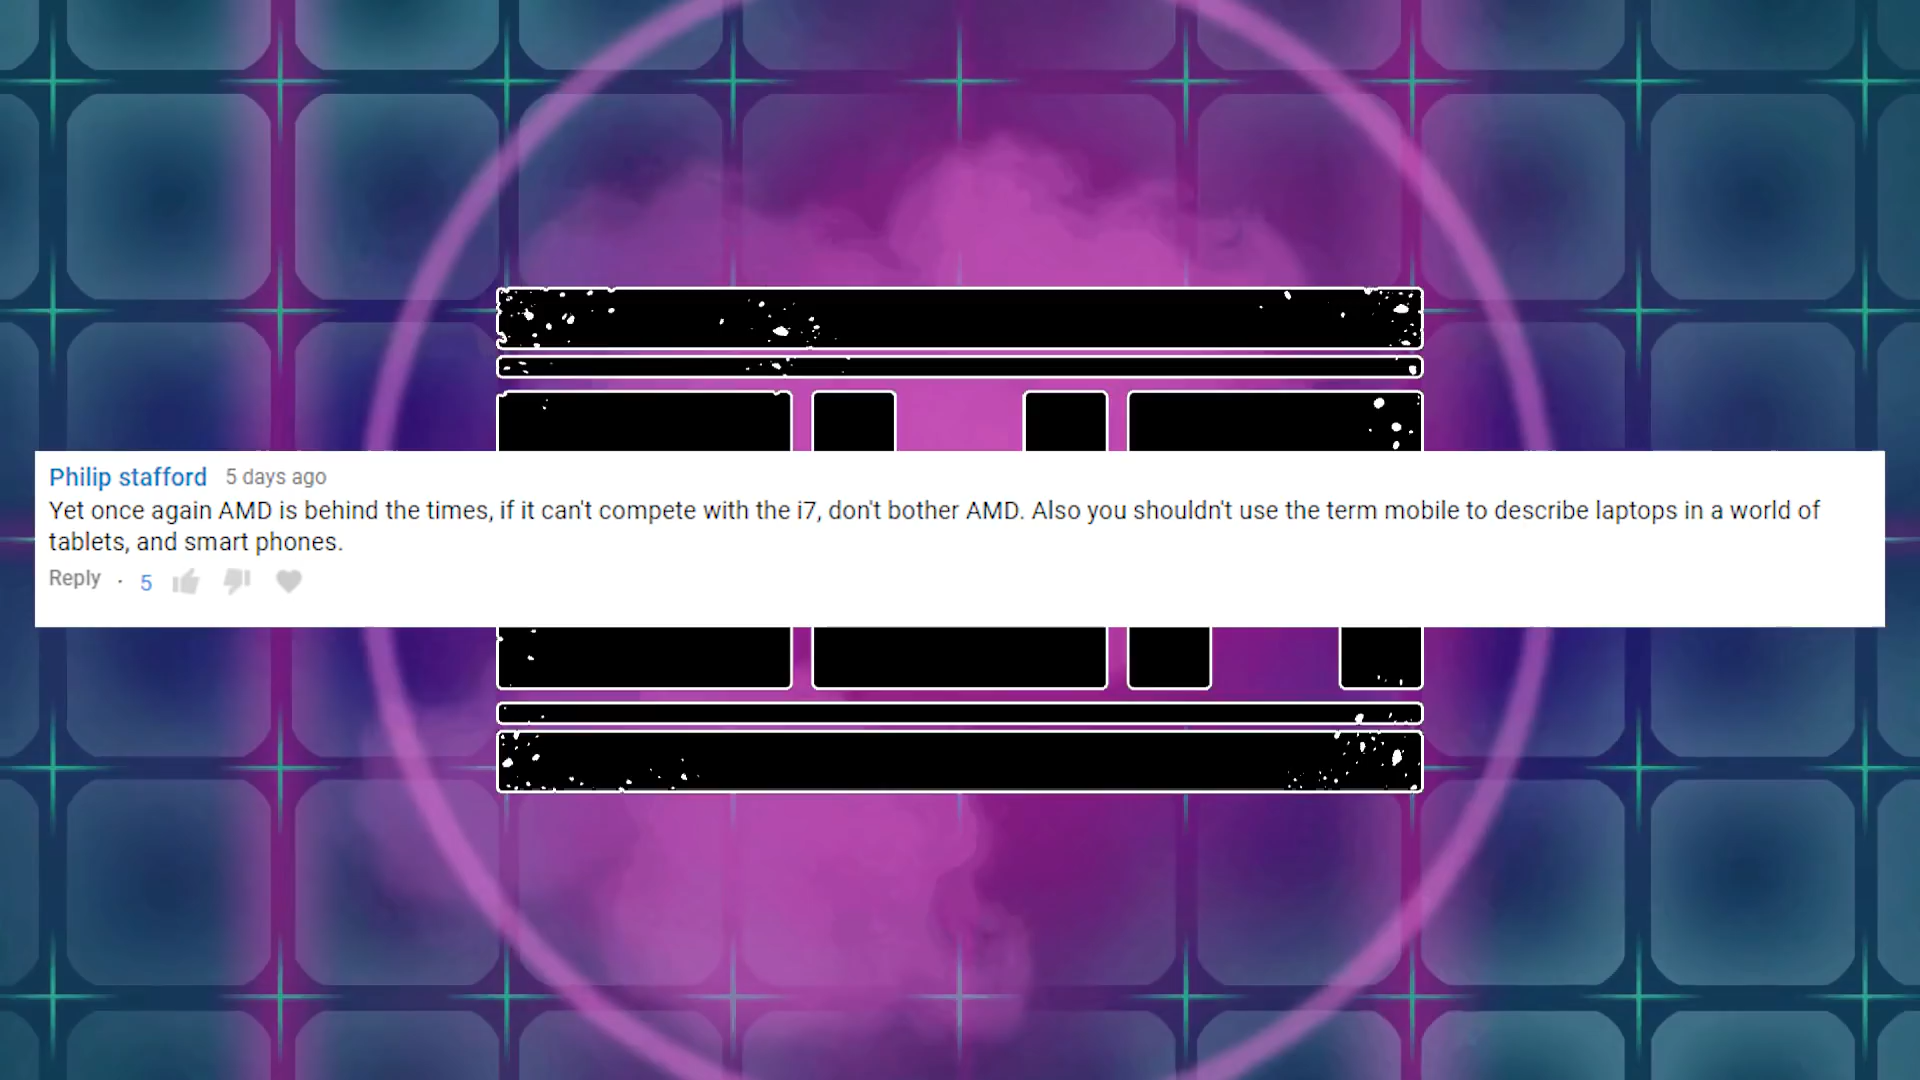 Philip stafford 5 days ago
Yet once again AMD is behind the times, if it can't compete with the i7, don't bother AMD. Also you shouldn't use the term mobile to describe laptops in a world of
tablets, and smart phones.
Reply · 5